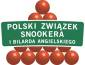 POLSKI ZWIĄZEK
SNOOKERA
I BILARDA ANGIELSKIEGO